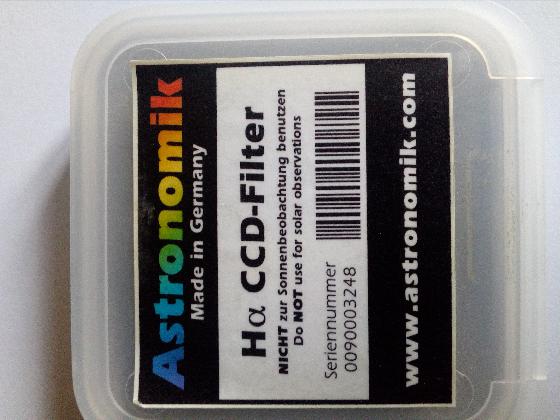 Astronomik
Made in Germany
Hα CCD-Filter
NICHT zur Sonnenbeobachtung benutzen
Do NOT use for solar observations
Seriennummer
0090003248
www.astronomik.com